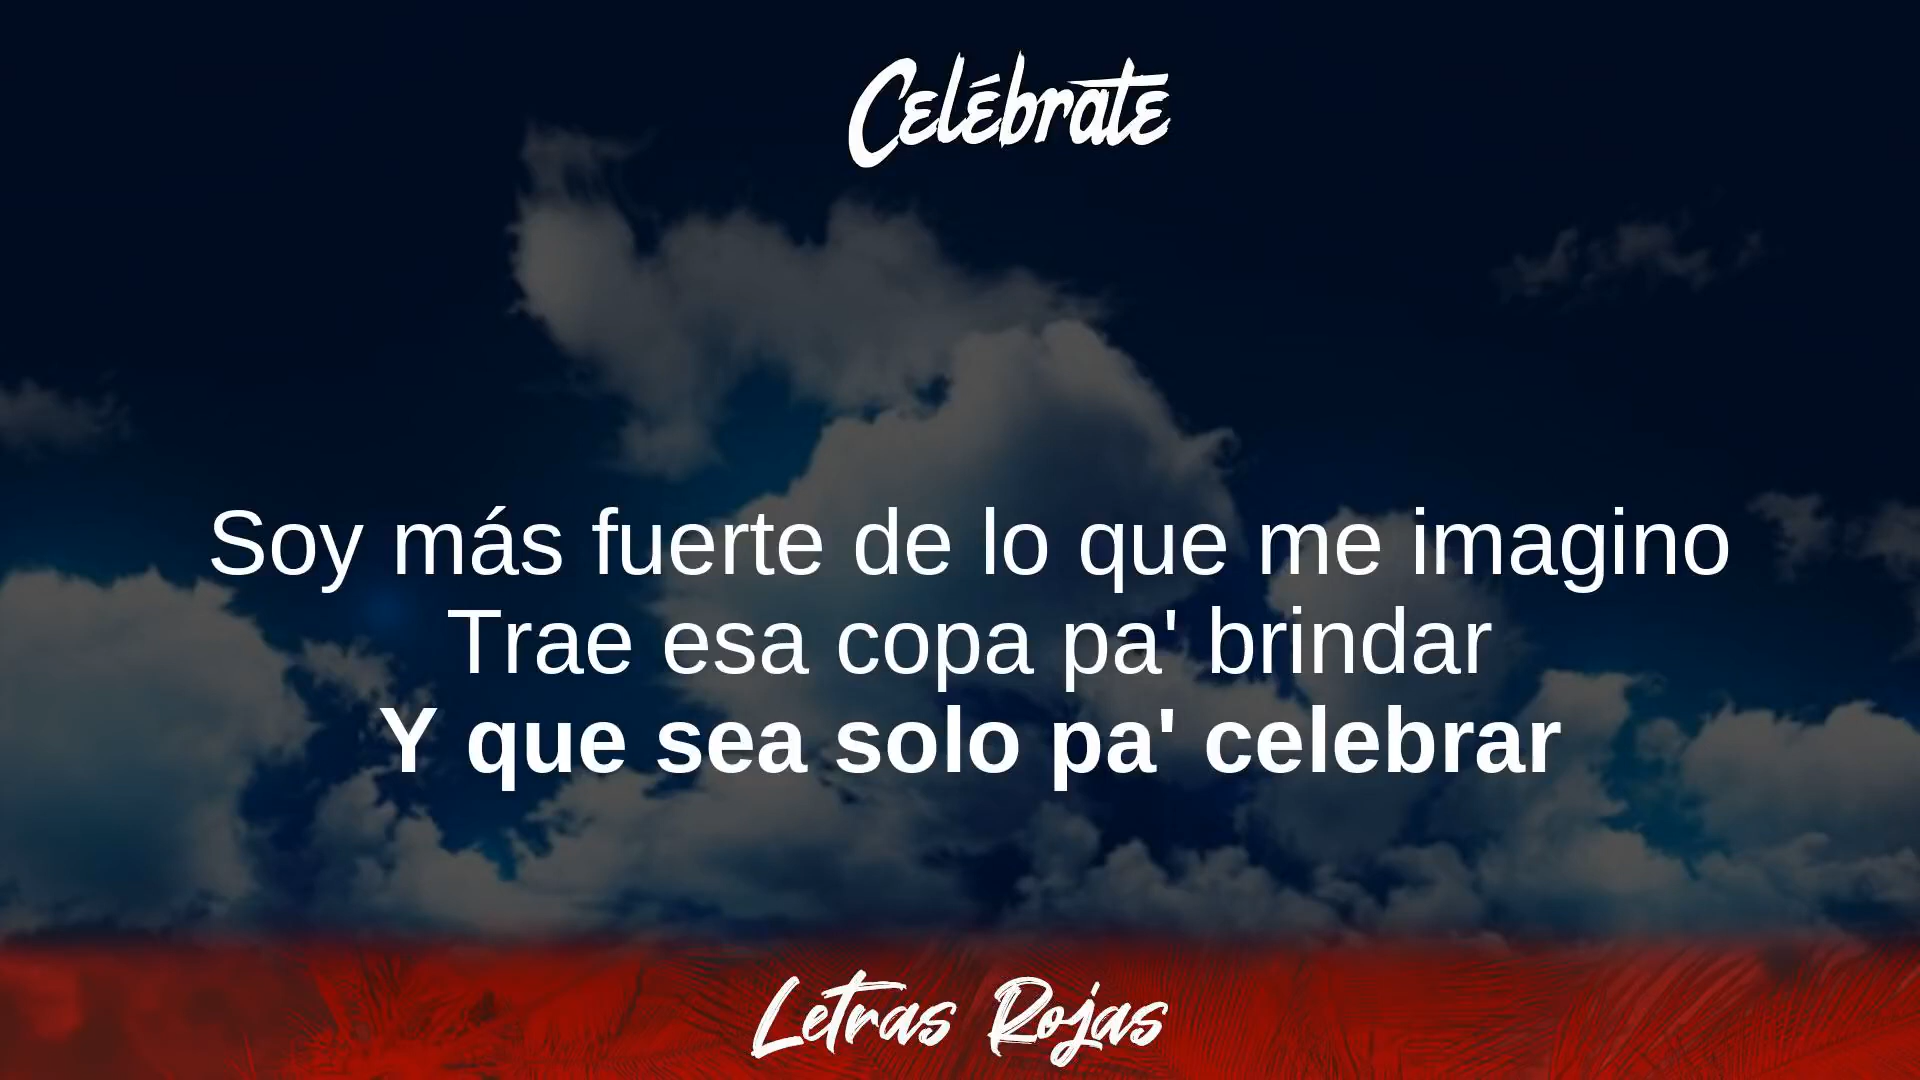 Celébrate
Soy más fuerte de lo que me imagino
Trae esa copa pa' brindar
Y que sea solo pa' celebrar
Letras Rojas